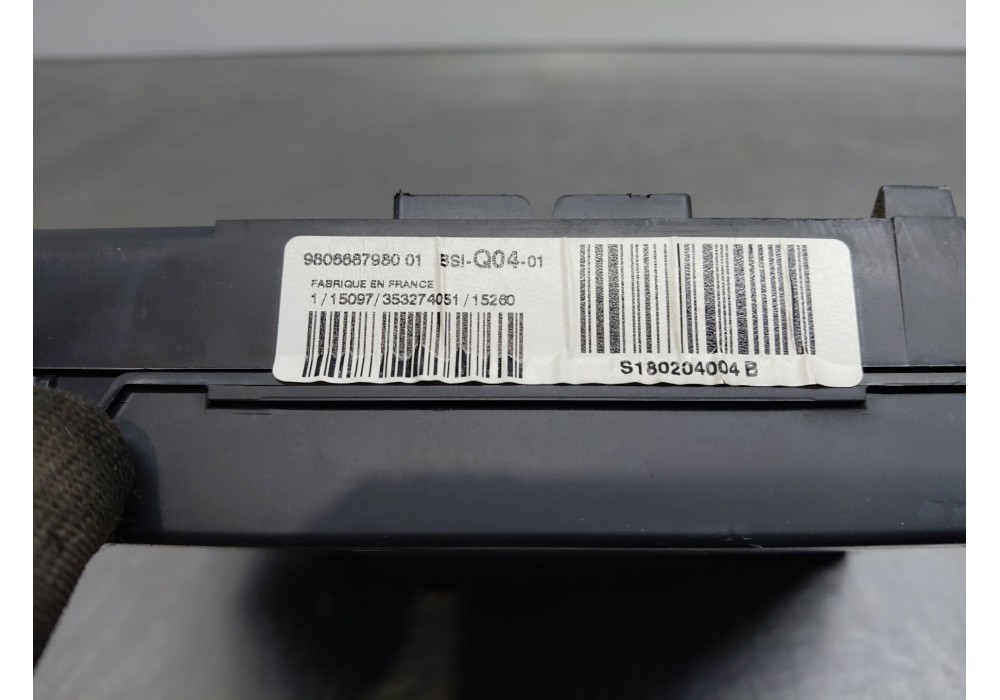 9806687980 01 BSI-Q04-01
FABRIQUE EN FRANCE
1/15097/353274051/15260
S180204004 B